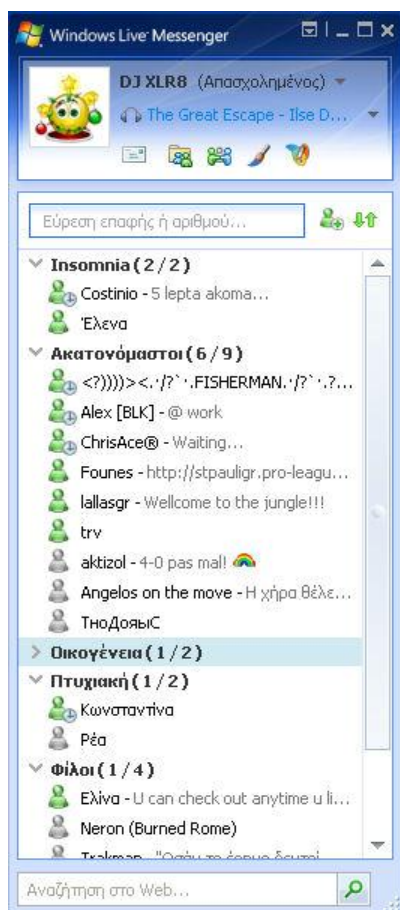 Windows Live Messenger
DJ XLR8 (Απασχολημένος)
The Great Escape - Ilse D...
Εύρεση επαφής ή αριθμού...
Insomnia (2/2)
Costinio - 5 lepta akoma...
Έλενα
Ακατονόμαστοι (6/9)
<?))))><.·/?`·.FISHERMAN.·/?`·.?...
Alex [BLK] - @ work
ChrisAce® - Waiting...
Founes - http://stpauligr.pro-leagu...
lallasgr - Wellcome to the jungle!!!
trv
aktizol - 4-0 pas mal!
Angelos on the move - Η χήρα θέλε...
TнoДояыC
Οικογένεια (1/2)
Πτυχιακή (1/2)
Κωνσταντίνα
Ρέα
Φίλοι (1/4)
Ελίνα - U can check out anytime u li...
Neron (Burned Rome)
Αναζήτηση στο Web...